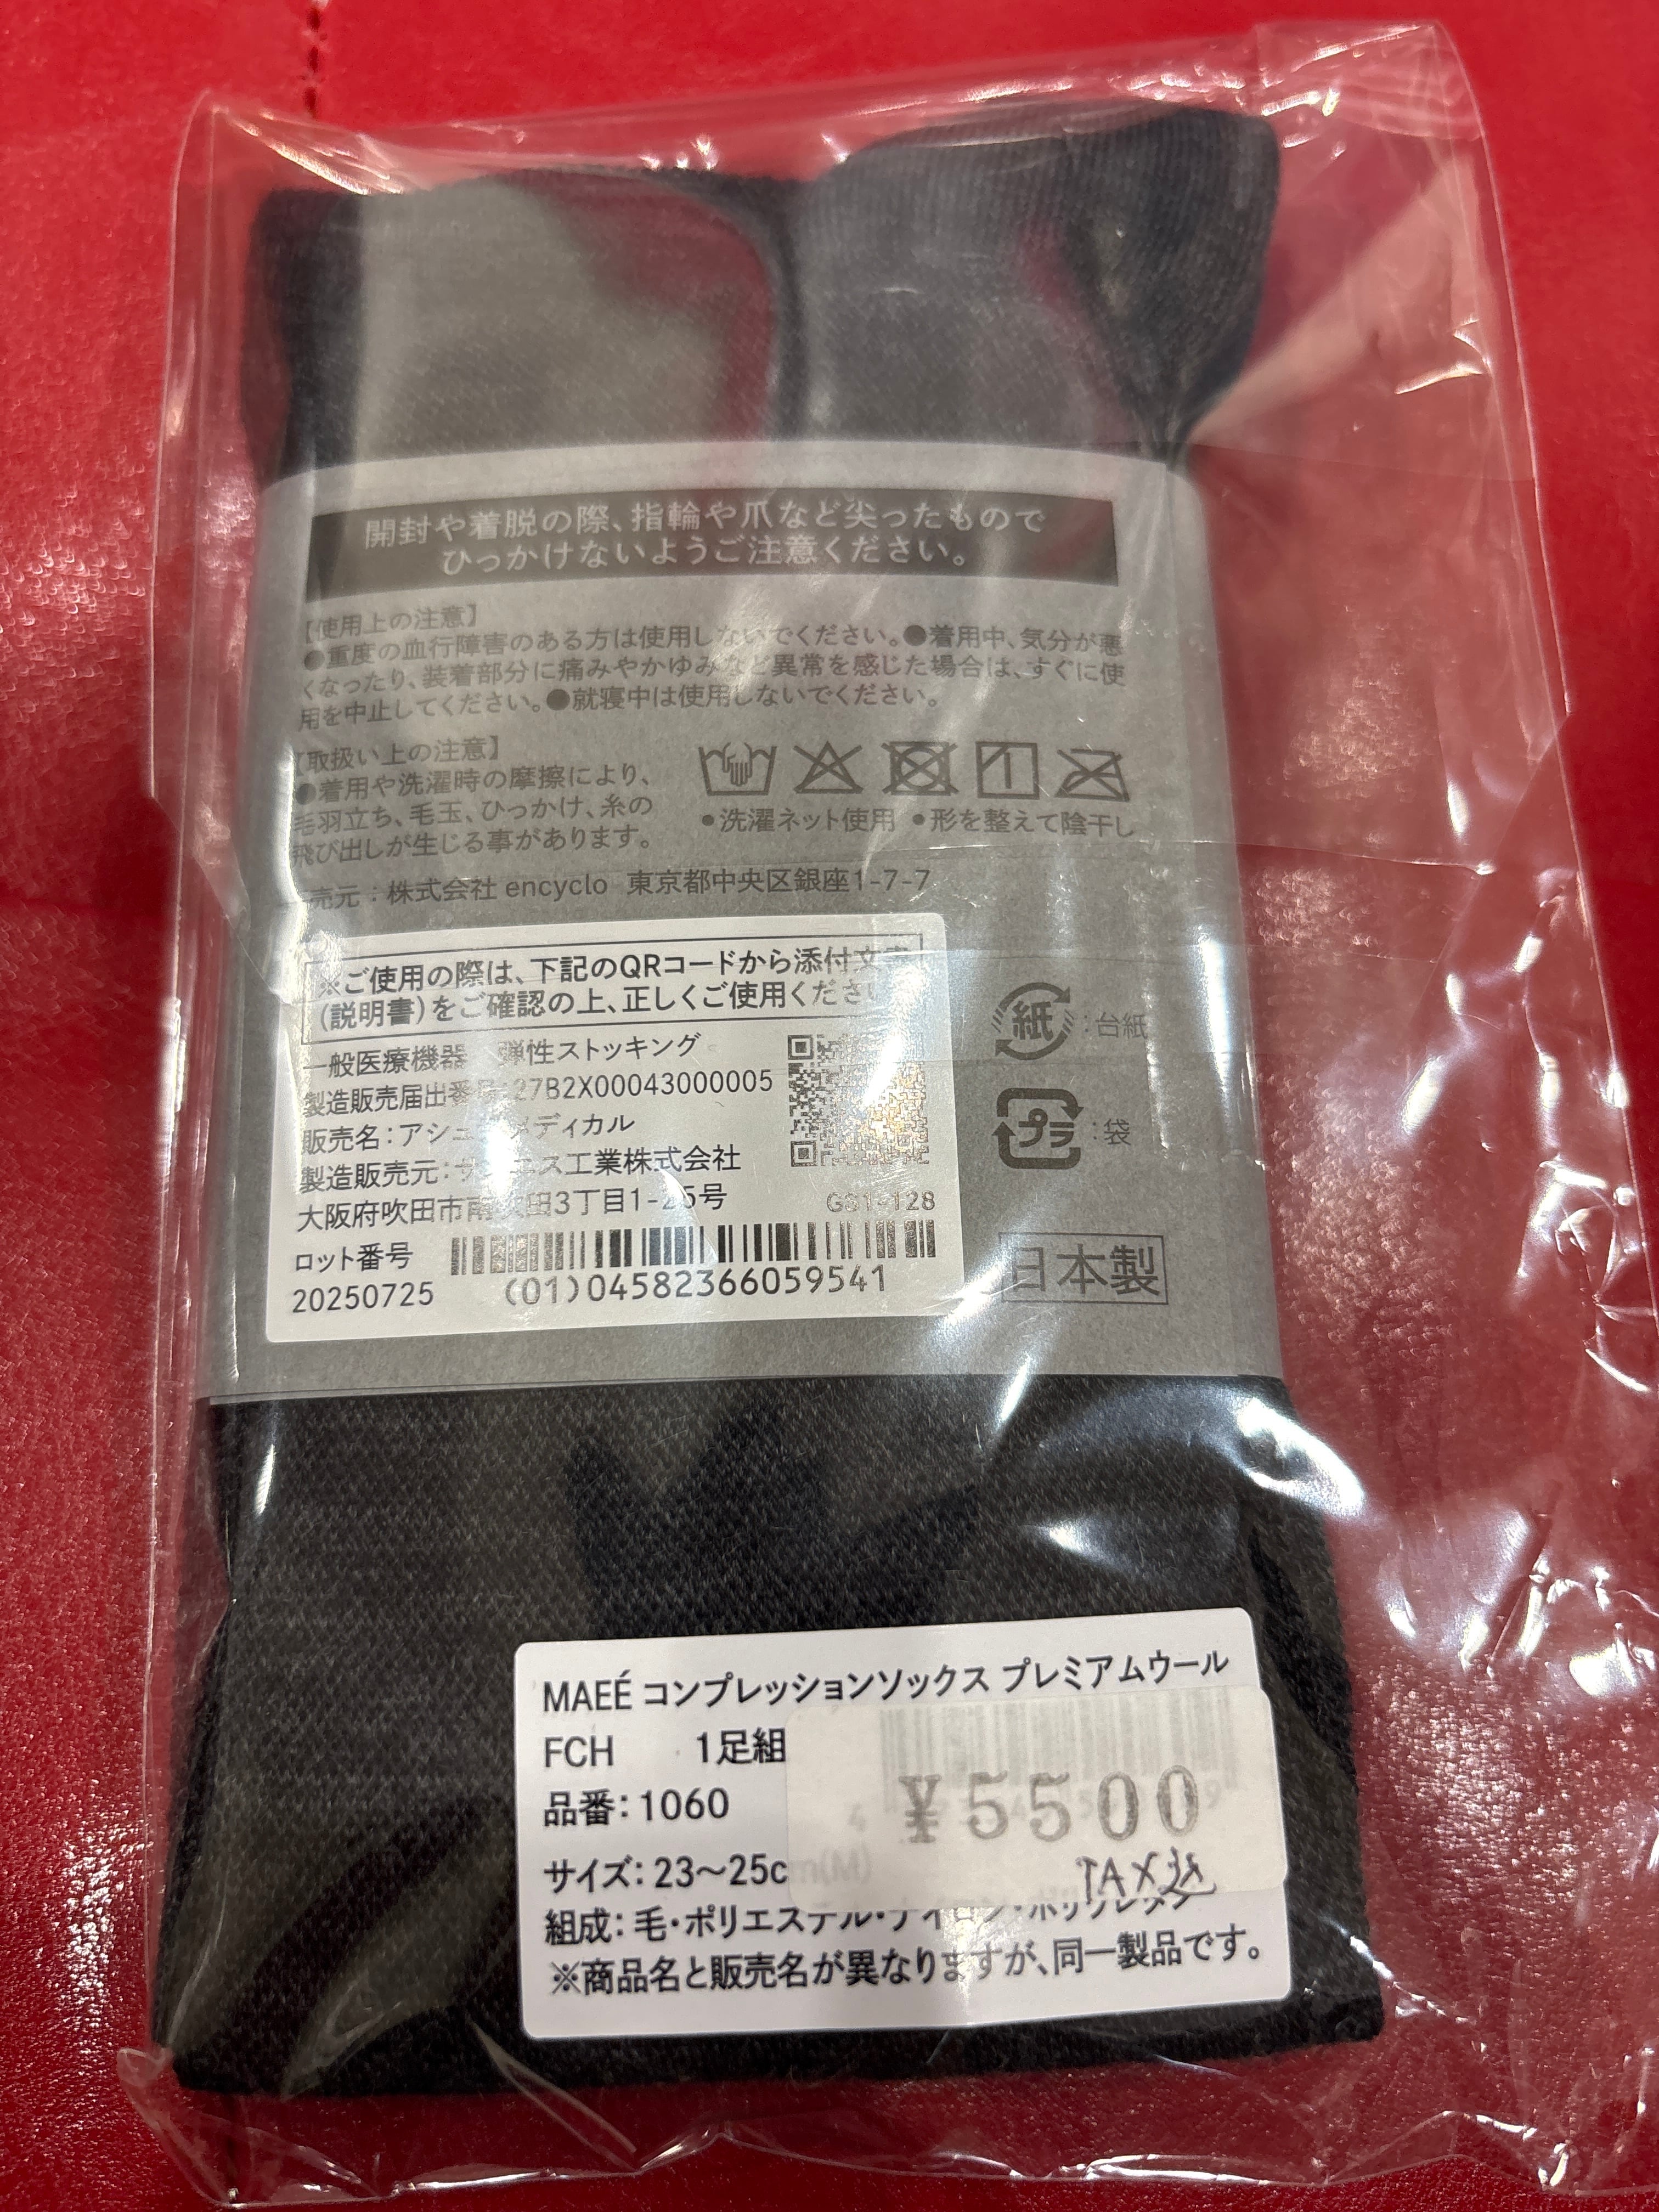 開封や着脱の際、指輪や爪など尖ったもので
ひっかけないようご注意ください。
【使用上の注意】
●重度の血行障害のある方は使用しないでください。●着用中、気分が悪
くなったり、装着部分に痛みやかゆみなど異常を感じた場合は、すぐに使
用を中止してください。●就寝中は使用しないでください。
【取扱い上の注意】
●着用や洗濯時の摩擦により、
毛羽立ち、毛玉、ひっかけ、糸の
飛び出しが生じる事があります。
•洗濯ネット使用 •形を整えて陰干し
売元：株式会社 encyclo 東京都中央区銀座1-7-7
※ご使用の際は、下記のQRコードから添付文書
(説明書)をご確認の上、正しくご使用ください
一般医療機器 弾性ストッキング
製造販売届出番号：27B2X00043000005
販売名：アシュ メディカル
製造販売元： エス工業株式会社
大阪府吹田市南吹田3丁目1-25号
GS1-128
ロット番号
20250725
(01)04582366059541
紙：台紙
プラ：袋
日本製
MAEÉ コンプレッションソックス プレミアムウール
FCH 1足組
品番：1060
¥5500
TAX込
サイズ：23〜25cm(M)
組成：毛・ポリエステル・ナイロン・ポリウレタン
※商品名と販売名が異なりますが、同一製品です。